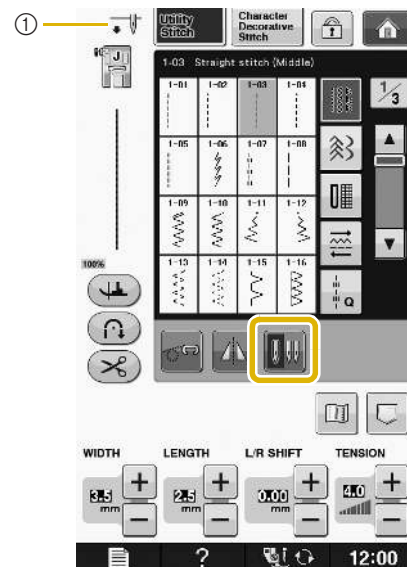 ①
Utility Stitch
Character Decorative Stitch
J
1-03 Straight stitch (Middle)
1-01 1-02 1-03 1-04
1/3
1-05 1-06 1-07 1-08
1-09 1-10 1-11 1-12
100%
1-13 1-14 1-15 1-16
Q
WIDTH LENGTH L/R SHIFT TENSION
3.5 mm + − 2.5 mm + − 0.00 mm + − 4.0 + −
? 12:00